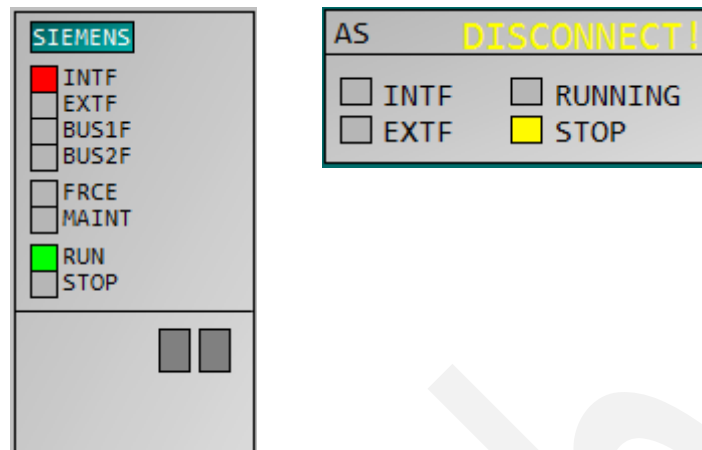 SIEMENS
INTF
EXTF
BUS1F
BUS2F
FRCE
MAINT
RUN
STOP
AS DISCONNECT!
INTF RUNNING
EXTF STOP